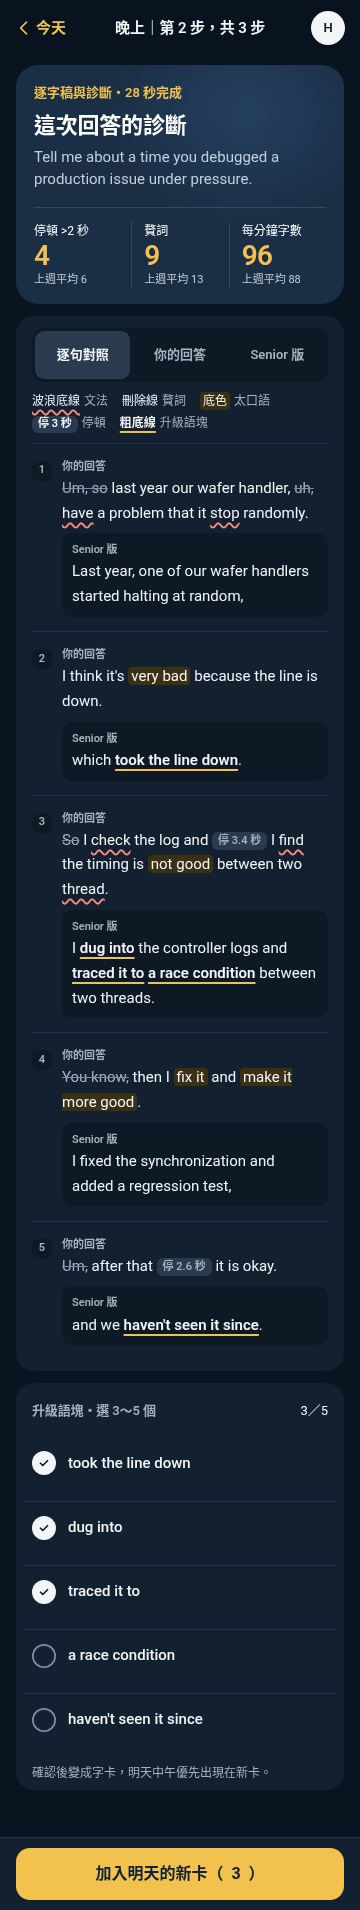 今天
晚上｜第 2 步，共 3 步
H
逐字稿與診斷・28 秒完成
這次回答的診斷
Tell me about a time you debugged a
production issue under pressure.
停頓 >2 秒
4
上週平均 6
贅詞
9
上週平均 13
每分鐘字數
96
上週平均 88
逐句對照
你的回答
Senior 版
波浪底線 文法 刪除線 贅詞 底色 太口語
停 3 秒 停頓 粗底線 升級語塊
1
你的回答
Um, so last year our wafer handler, uh,
have a problem that it stop randomly.
Senior 版
Last year, one of our wafer handlers
started halting at random,
2
你的回答
I think it's very bad because the line is
down.
Senior 版
which took the line down.
3
你的回答
So I check the log and 停 3.4 秒 I find
the timing is not good between two
thread.
Senior 版
I dug into the controller logs and
traced it to a race condition between
two threads.
4
你的回答
You know, then I fix it and make it
more good.
Senior 版
I fixed the synchronization and
added a regression test,
5
你的回答
Um, after that 停 2.6 秒 it is okay.
Senior 版
and we haven't seen it since.
升級語塊・選 3〜5 個
3／5
took the line down
dug into
traced it to
a race condition
haven't seen it since
確認後變成字卡，明天中午優先出現在新卡。
加入明天的新卡（ 3 ）